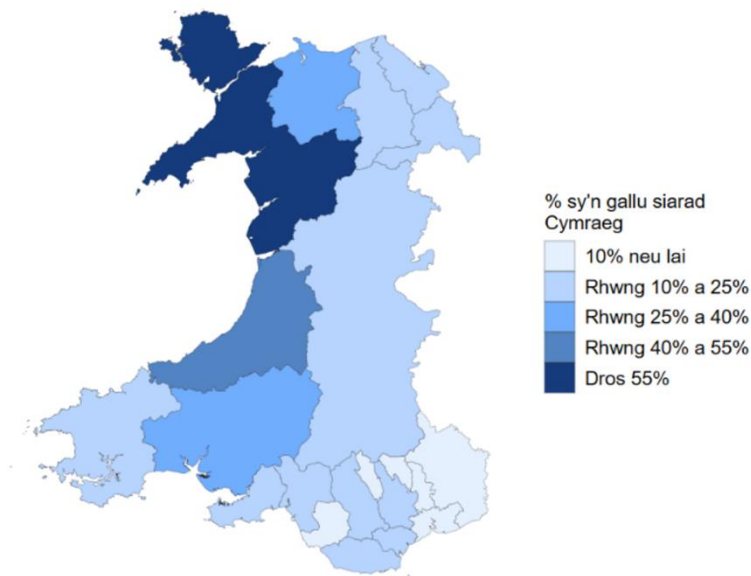 % sy'n gallu siarad
Cymraeg
10% neu lai
Rhwng 10% a 25%
Rhwng 25% a 40%
Rhwng 40% a 55%
Dros 55%